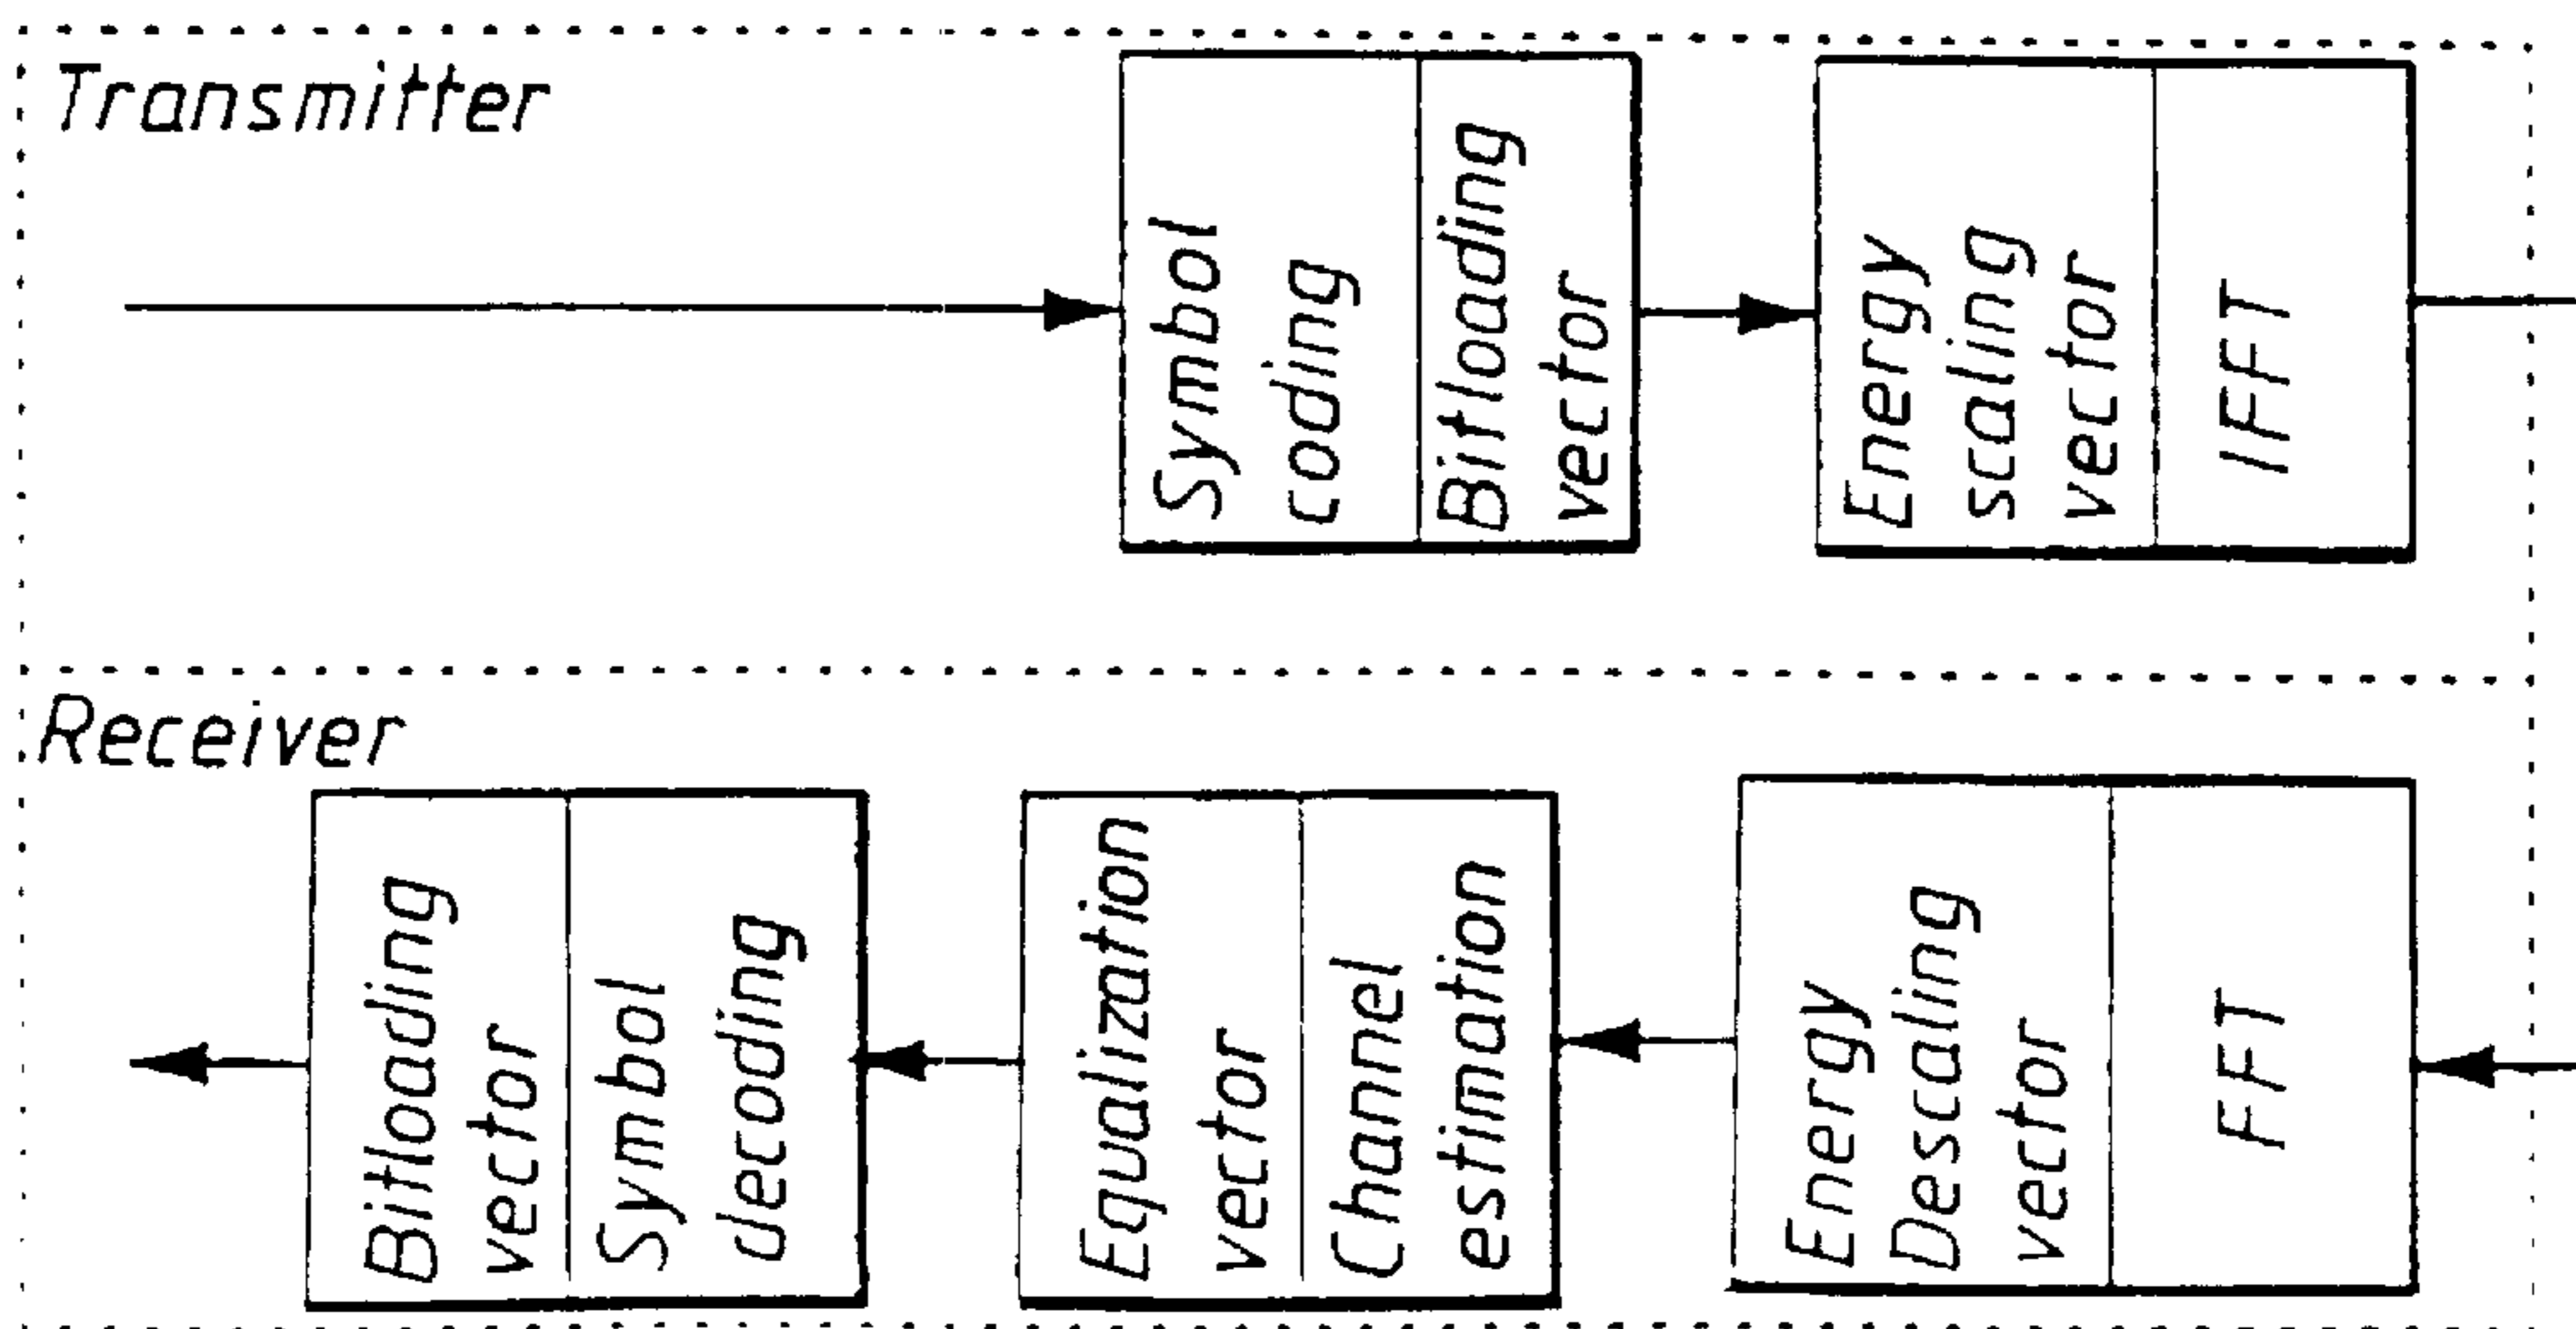 Transmitter
Symbol
coding
Bitloading
vector
Energy
scaling
vector
IFFT
Receiver
Bitloading
vector
Symbol
decoding
Equalization
vector
Channel
estimation
Energy
Descaling
vector
FFT